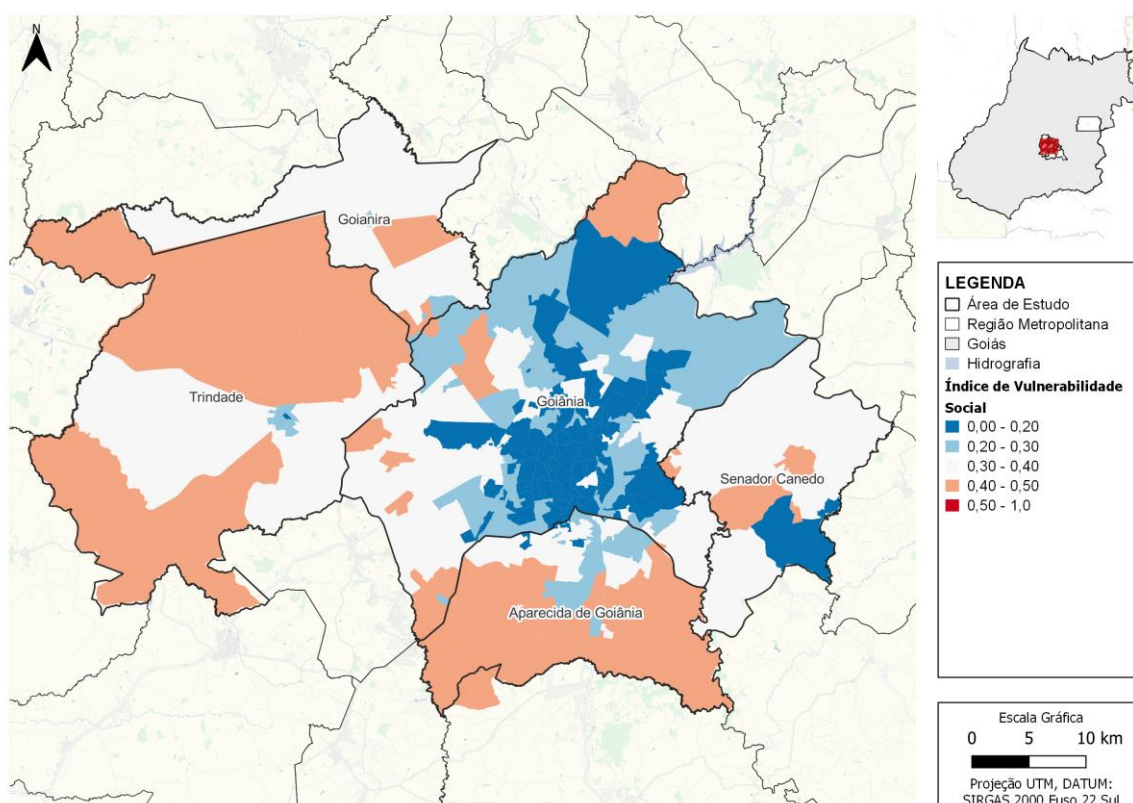 N
Goianira
Trindade
Goiânia
Senador Canedo
Aparecida de Goiânia
LEGENDA
Área de Estudo
Região Metropolitana
Goiás
Hidrografia
Índice de Vulnerabilidade
Social
0,00 - 0,20
0,20 - 0,30
0,30 - 0,40
0,40 - 0,50
0,50 - 1,0
Escala Gráfica
0 5 10 km
Projeção UTM, DATUM:
SIRGAS 2000 Fuso 22 Sul